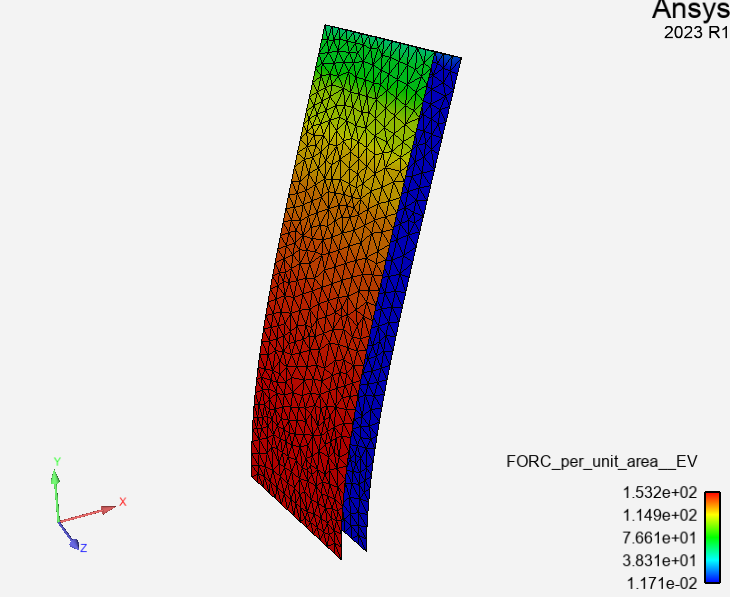 Ansys
2023 R1
Y
X
Z
FORC_per_unit_area__EV
1.532e+02
1.149e+02
7.661e+01
3.831e+01
1.171e-02